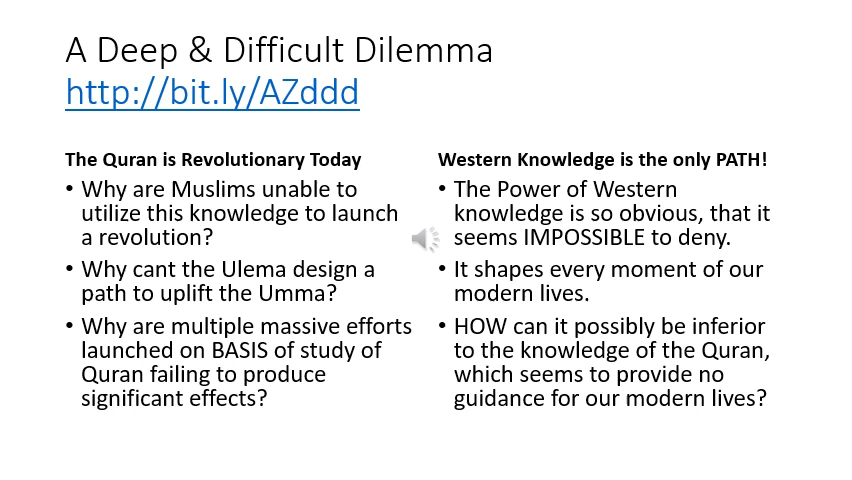 A Deep & Difficult Dilemma
http://bit.ly/AZddd
The Quran is Revolutionary Today
• Why are Muslims unable to
utilize this knowledge to launch
a revolution?
• Why cant the Ulema design a
path to uplift the Umma?
• Why are multiple massive efforts
launched on BASIS of study of
Quran failing to produce
significant effects?
Western Knowledge is the only PATH!
• The Power of Western
knowledge is so obvious, that it
seems IMPOSSIBLE to deny.
• It shapes every moment of our
modern lives.
• HOW can it possibly be inferior
to the knowledge of the Quran,
which seems to provide no
guidance for our modern lives?